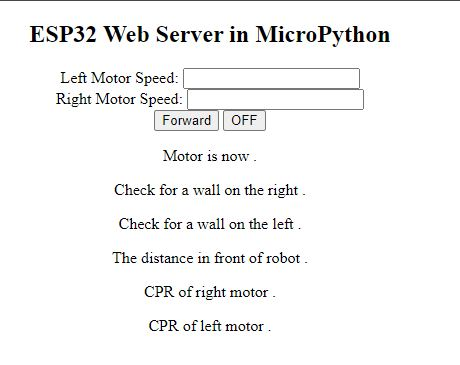 ESP32 Web Server in MicroPython
Left Motor Speed:
Right Motor Speed:
Forward OFF
Motor is now .
Check for a wall on the right .
Check for a wall on the left .
The distance in front of robot .
CPR of right motor .
CPR of left motor .